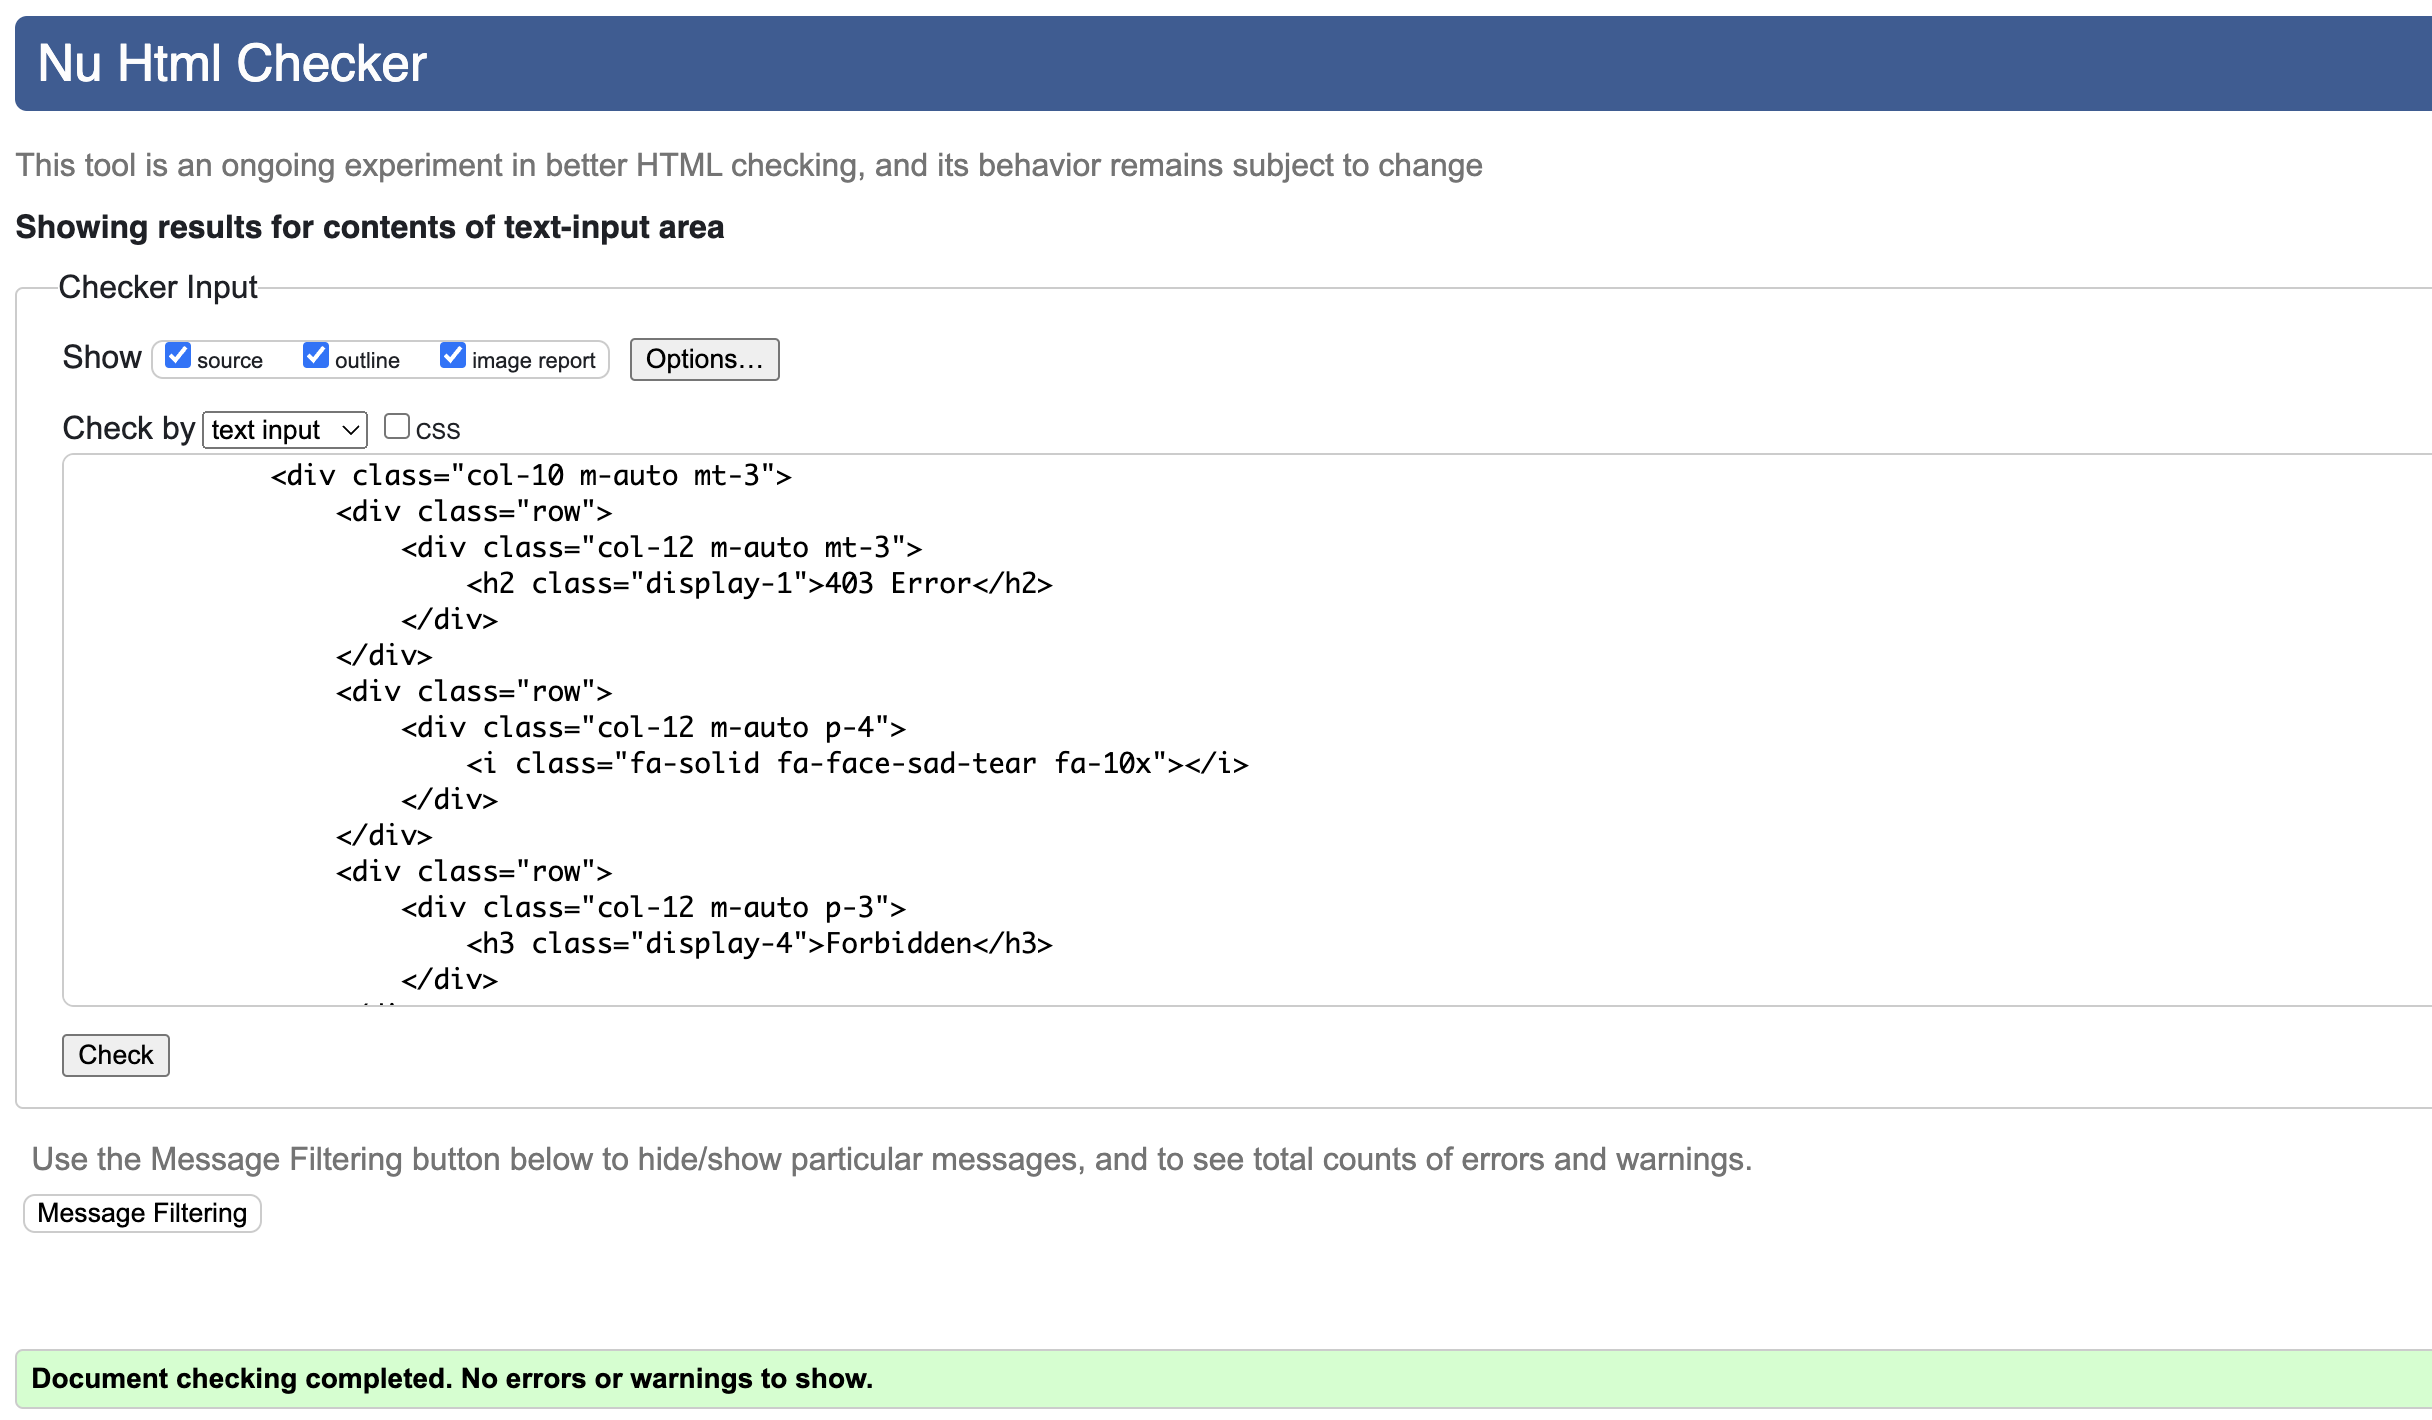 Nu Html Checker
This tool is an ongoing experiment in better HTML checking, and its behavior remains subject to change
Showing results for contents of text-input area
Checker Input
Show source outline image report Options...
Check by text input css
<div class="col-10 m-auto mt-3">
<div class="row">
<div class="col-12 m-auto mt-3">
<h2 class="display-1">403 Error</h2>
</div>
</div>
<div class="row">
<div class="col-12 m-auto p-4">
<i class="fa-solid fa-face-sad-tear fa-10x"></i>
</div>
</div>
<div class="row">
<div class="col-12 m-auto p-3">
<h3 class="display-4">Forbidden</h3>
</div>
Check
Use the Message Filtering button below to hide/show particular messages, and to see total counts of errors and warnings.
Message Filtering
Document checking completed. No errors or warnings to show.